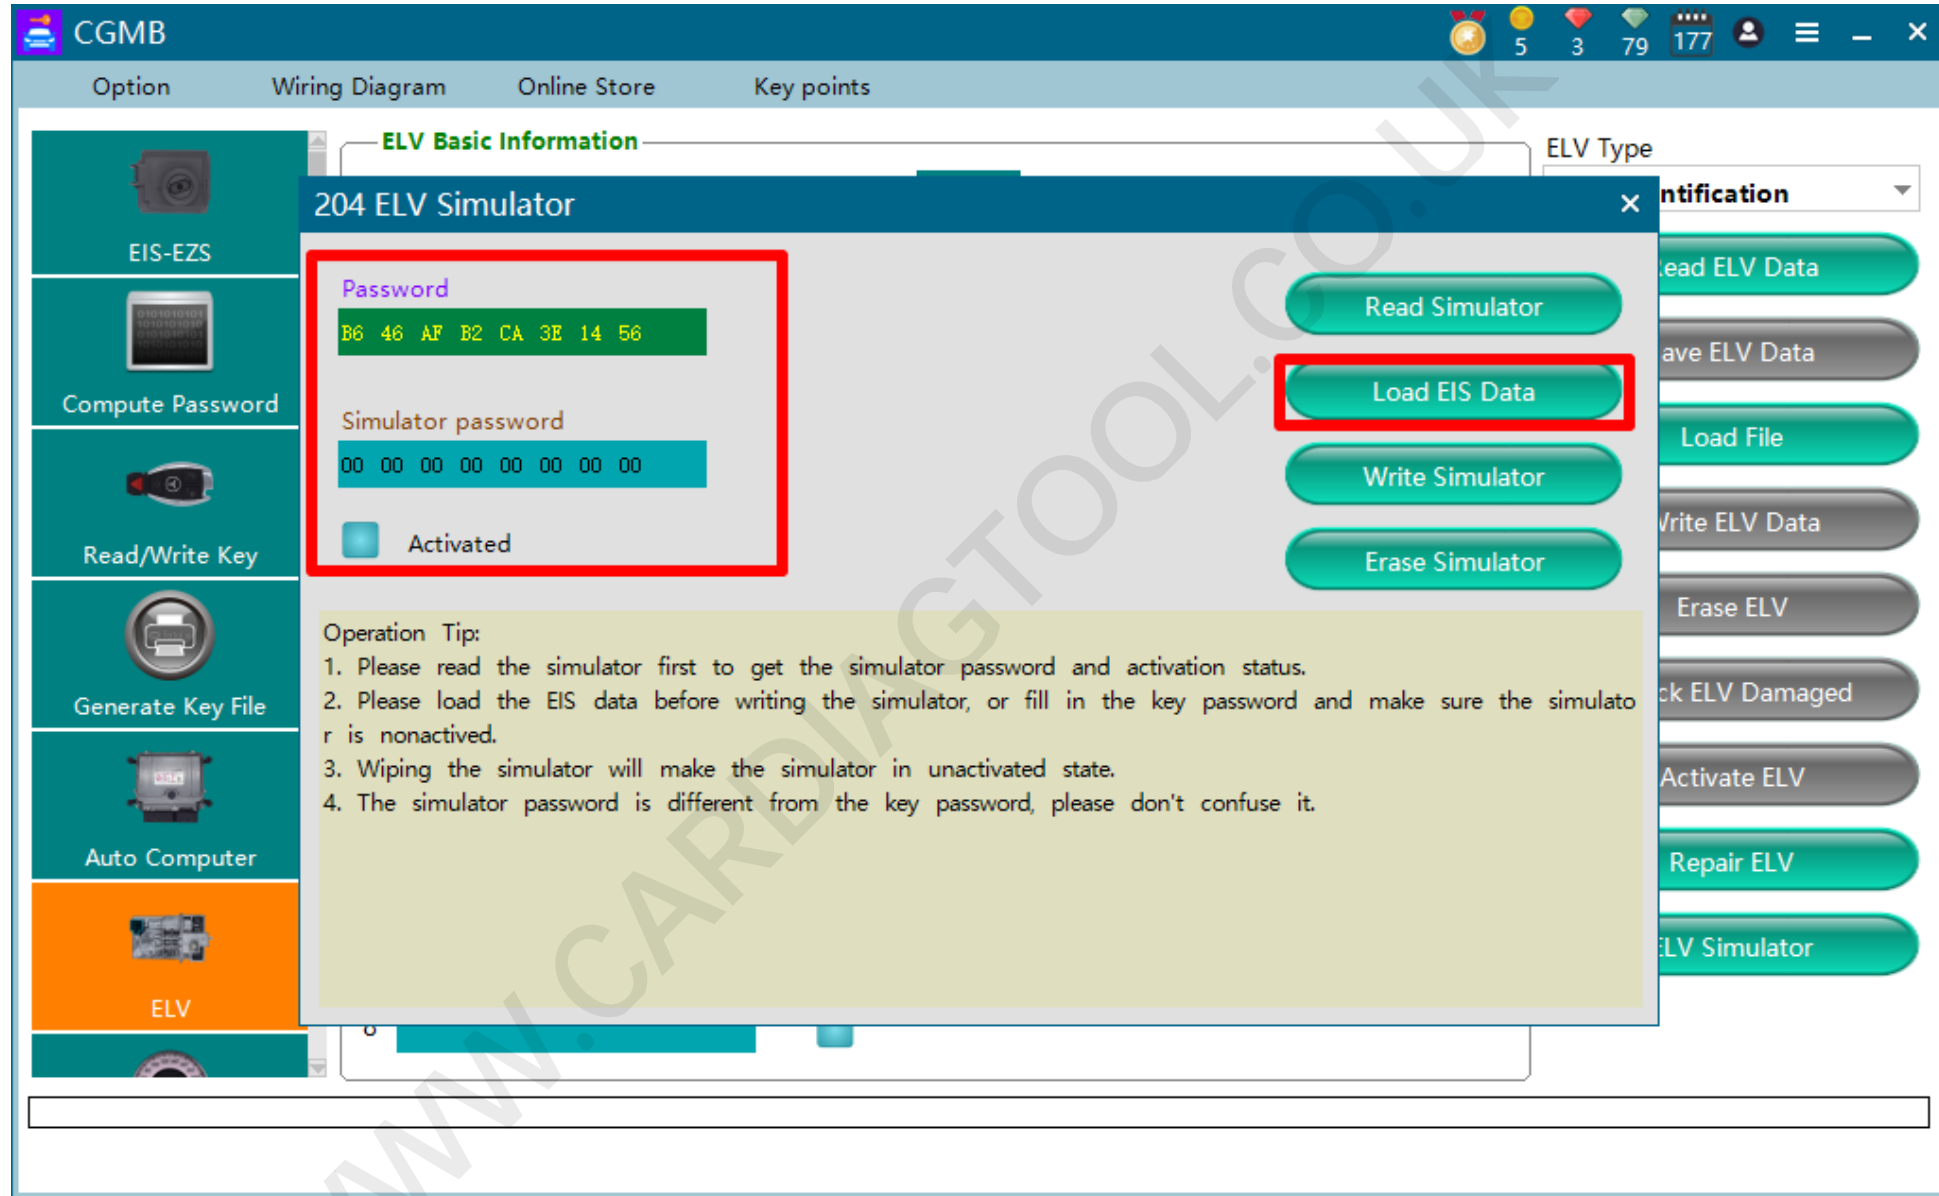 CGMB
5 3 79 177
Option Wiring Diagram Online Store Key points
ELV Basic Information
ELV Type
204 ELV Simulator
ntification
EIS-EZS
Password
B6 46 AF B2 CA 3E 14 56
Read Simulator
ead ELV Data
Load EIS Data
ave ELV Data
Compute Password
Simulator password
00 00 00 00 00 00 00 00
Load File
Write Simulator
rite ELV Data
Activated
Read/Write Key
Erase Simulator
Erase ELV
Operation Tip:
1. Please read the simulator first to get the simulator password and activation status.
2. Please load the EIS data before writing the simulator, or fill in the key password and make sure the simulato
r is nonactived.
3. Wiping the simulator will make the simulator in unactivated state.
4. The simulator password is different from the key password, please don't confuse it.
Generate Key File
ck ELV Damaged
Activate ELV
Auto Computer
Repair ELV
ELV Simulator
ELV
WWW.CARDIAGTOOL.CO.UK